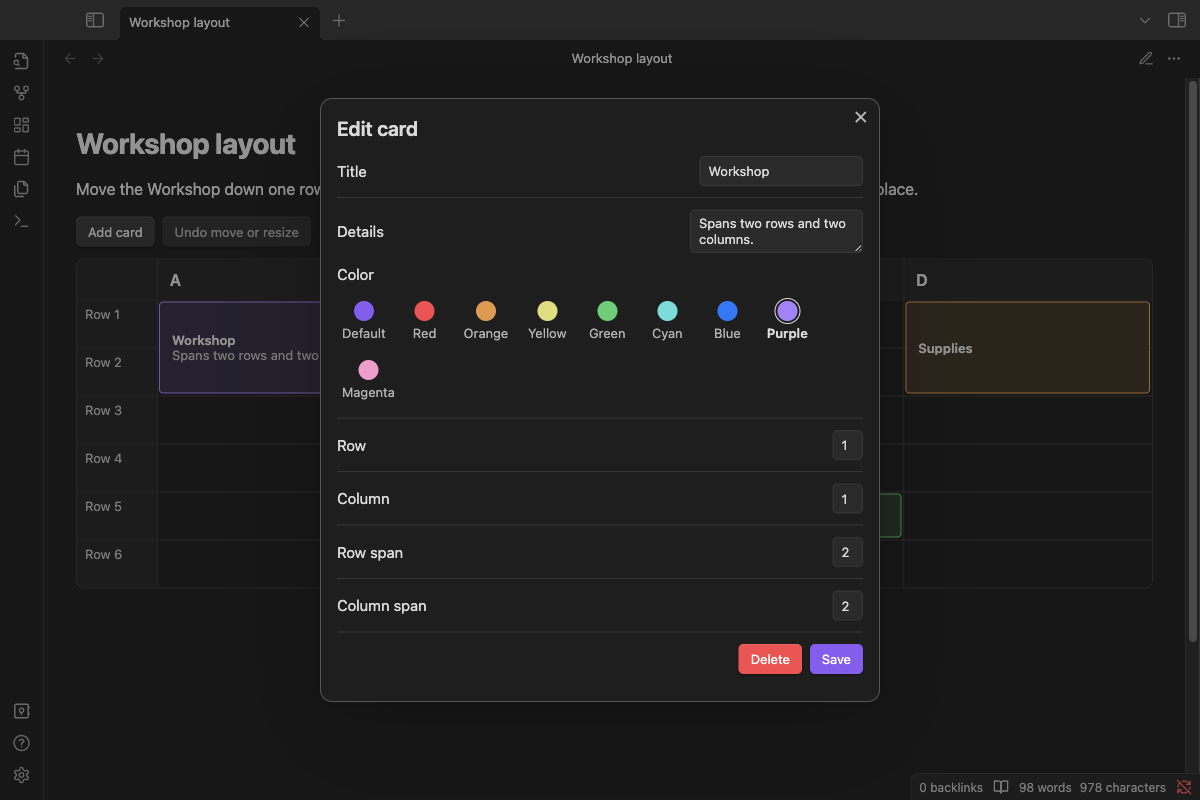 Workshop layout
Workshop layout
Workshop layout
Move the Workshop down one row
place.
Add card
Undo move or resize
A
D
Row 1
Row 2
Row 3
Row 4
Row 5
Row 6
Workshop
Spans two rows and two
Supplies
Edit card
Title
Workshop
Details
Spans two rows and two
columns.
Color
Default Red Orange Yellow Green Cyan Blue Purple
Magenta
Row
1
Column
1
Row span
2
Column span
2
Delete
Save
0 backlinks
98 words
978 characters